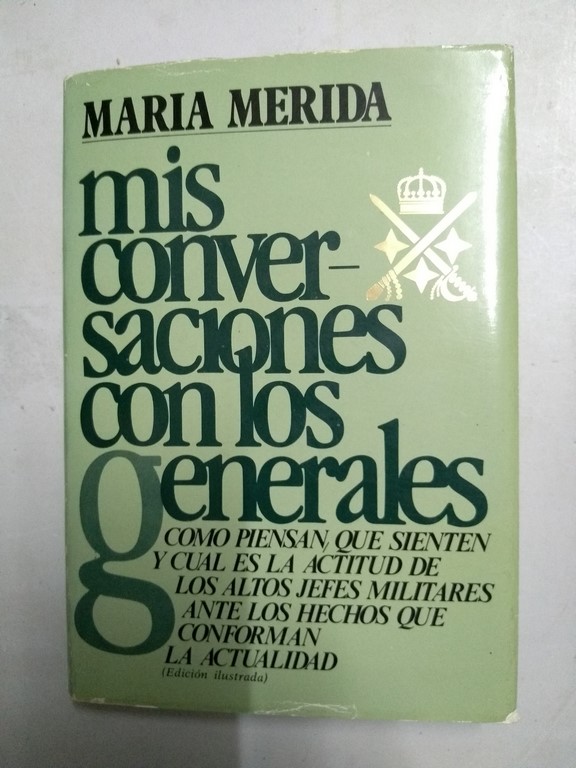 MARIA MERIDA
mis
conver-
saciones
con los
generales
COMO PIENSAN, QUE SIENTEN
Y CUAL ES LA ACTITUD DE
LOS ALTOS JEFES MILITARES
ANTE LOS HECHOS QUE
CONFORMAN
LA ACTUALIDAD
(Edición ilustrada)